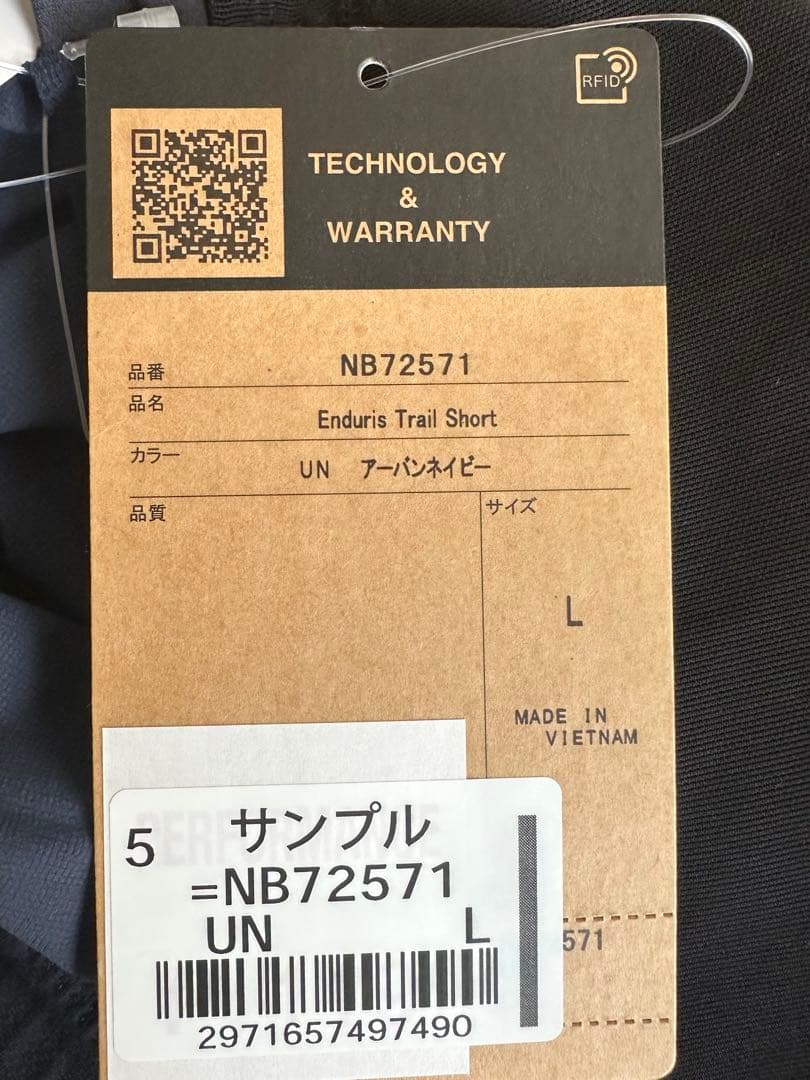 RFID
TECHNOLOGY
&
WARRANTY
品番 NB72571
品名
Enduris Trail Short
カラー
UN アーバンネイビー
品質
サイズ
L
MADE IN
VIETNAM
5 サンプル
=NB72571
UN L
571
2971657497490